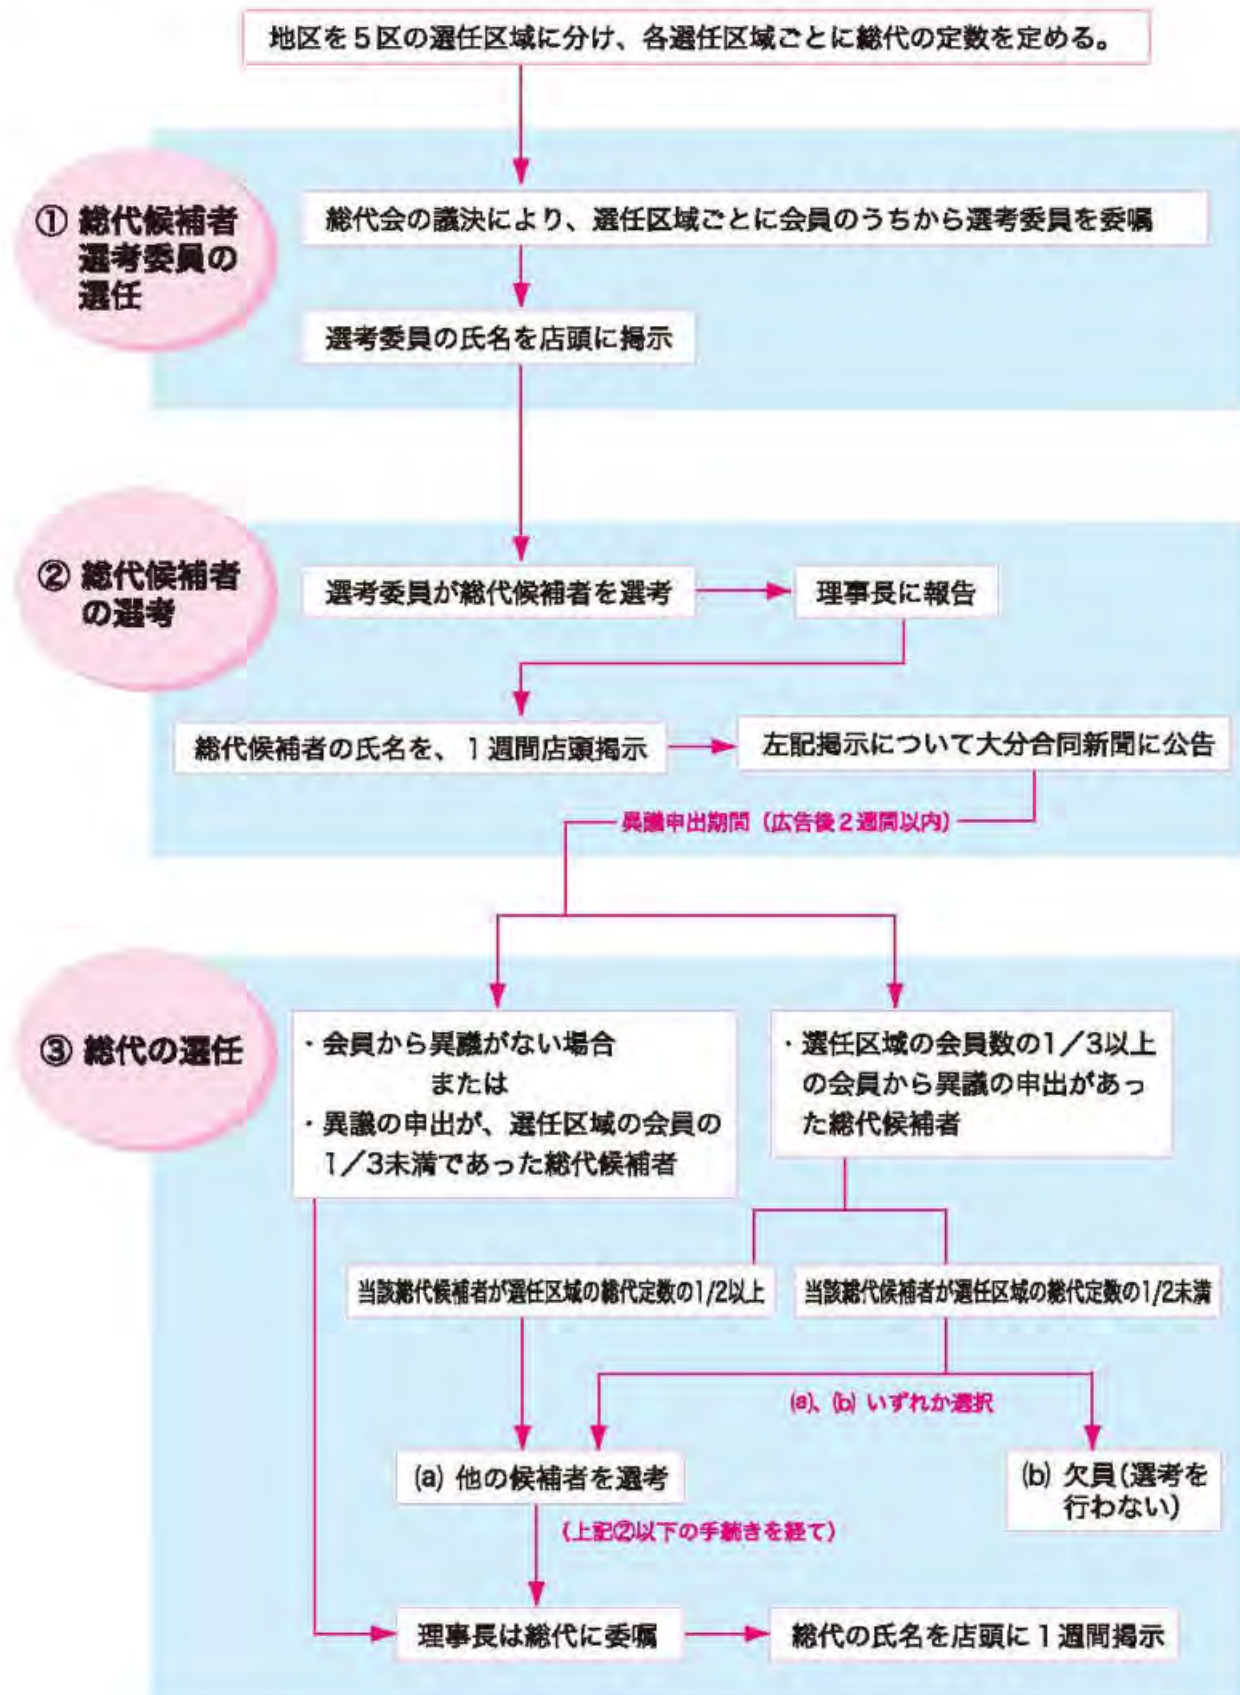 地区を5区の選任区域に分け、各選任区域ごとに総代の定数を定める。
① 総代候補者
選考委員の
選任
総代会の議決により、選任区域ごとに会員のうちから選考委員を委嘱
選考委員の氏名を店頭に掲示
② 総代候補者
の選考
選考委員が総代候補者を選考
理事長に報告
総代候補者の氏名を、1週間店頭掲示
左記掲示について大分合同新聞に公告
異議申出期間（広告後2週間以内）
③ 総代の選任
・会員から異議がない場合
または
・異議の申出が、選任区域の会員の
1／3未満であった総代候補者
・選任区域の会員数の1／3以上
の会員から異議の申出があっ
た総代候補者
当該総代候補者が選任区域の総代定数の1/2以上
当該総代候補者が選任区域の総代定数の1/2未満
(a)、(b) いずれか選択
(a) 他の候補者を選考
(b) 欠員（選考を
行わない）
（上記②以下の手続きを経て）
理事長は総代に委嘱
総代の氏名を店頭に1週間掲示